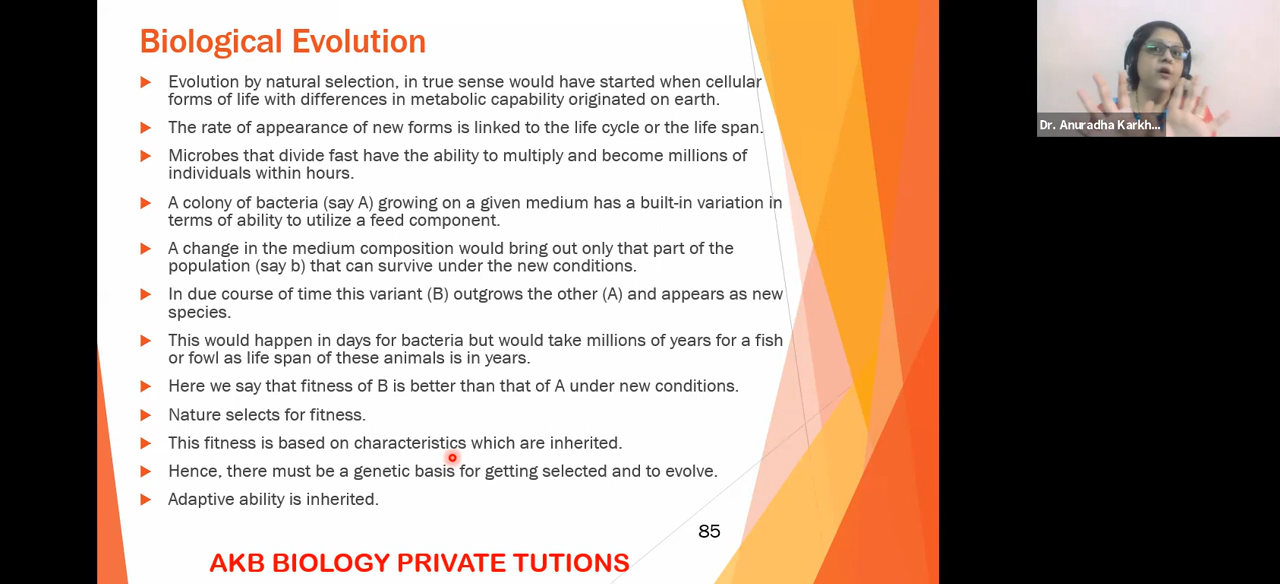 Biological Evolution
Evolution by natural selection, in true sense would have started when cellular
forms of life with differences in metabolic capability originated on earth.
The rate of appearance of new forms is linked to the life cycle or the life span.
Microbes that divide fast have the ability to multiply and become millions of
individuals within hours.
A colony of bacteria (say A) growing on a given medium has a built-in variation in
terms of ability to utilize a feed component.
A change in the medium composition would bring out only that part of the
population (say b) that can survive under the new conditions.
In due course of time this variant (B) outgrows the other (A) and appears as new
species.
This would happen in days for bacteria but would take millions of years for a fish
or fowl as life span of these animals is in years.
Here we say that fitness of B is better than that of A under new conditions.
Nature selects for fitness.
This fitness is based on characteristics which are inherited.
Hence, there must be a genetic basis for getting selected and to evolve.
Adaptive ability is inherited.
85
AKB BIOLOGY PRIVATE TUTIONS
Dr. Anuradha Karkh...